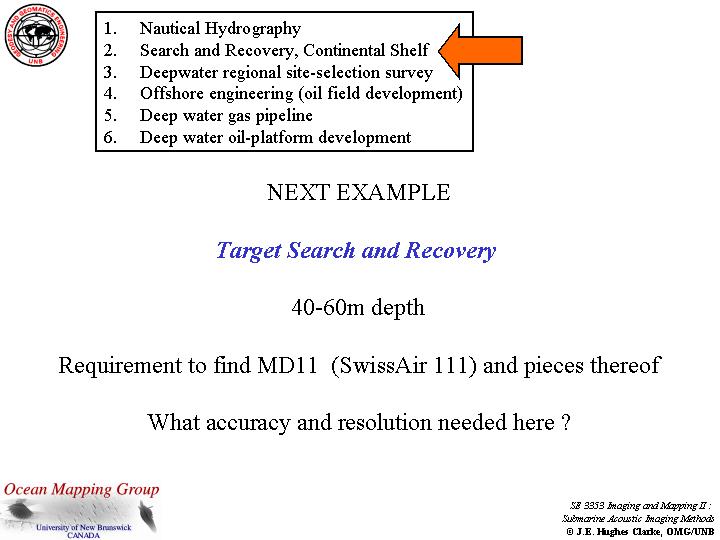 GEODESY AND GEOMATICS ENGINEERING
UNB
1. Nautical Hydrography
2. Search and Recovery, Continental Shelf
3. Deepwater regional site-selection survey
4. Offshore engineering (oil field development)
5. Deep water gas pipeline
6. Deep water oil-platform development
NEXT EXAMPLE
Target Search and Recovery
40-60m depth
Requirement to find MD11 (SwissAir 111) and pieces thereof
What accuracy and resolution needed here ?
Ocean Mapping Group
University of New Brunswick
CANADA
SE 3353 Imaging and Mapping II :
Submarine Acoustic Imaging Methods
© J.E. Hughes Clarke, OMG/UNB